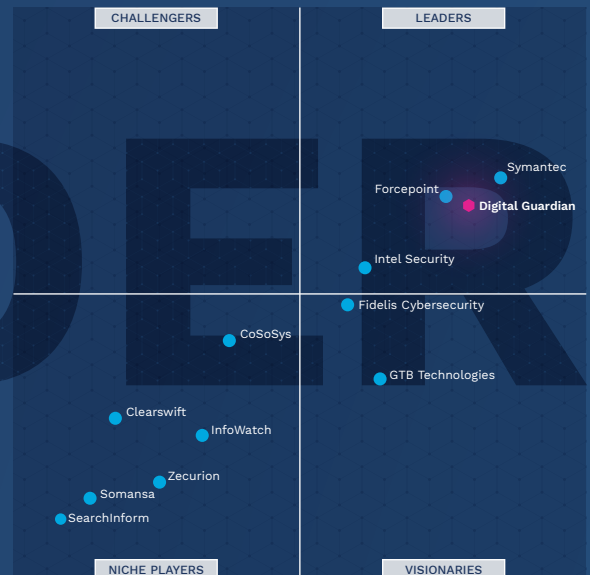 CHALLENGERS
LEADERS
DER
Symantec
Forcepoint
Digital Guardian
Intel Security
Fidelis Cybersecurity
CoSoSys
GTB Technologies
Clearswift
InfoWatch
Zecurion
Somansa
SearchInform
NICHE PLAYERS
VISIONARIES